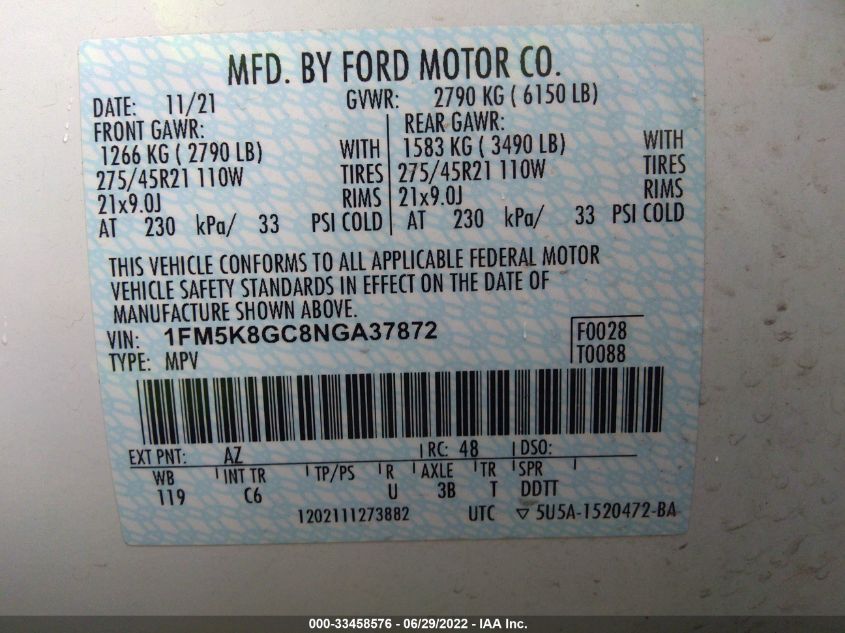 MFD. BY FORD MOTOR CO.
DATE: 11/21 GVWR: 2790 KG ( 6150 LB)
FRONT GAWR: REAR GAWR:
1266 KG ( 2790 LB) WITH 1583 KG ( 3490 LB) WITH
275/45R21 110W TIRES 275/45R21 110W TIRES
21x9.0J RIMS 21x9.0J RIMS
AT 230 kPa/ 33 PSI COLD AT 230 kPa/ 33 PSI COLD
THIS VEHICLE CONFORMS TO ALL APPLICABLE FEDERAL MOTOR
VEHICLE SAFETY STANDARDS IN EFFECT ON THE DATE OF
MANUFACTURE SHOWN ABOVE.
VIN: 1FM5K8GC8NGA37872 F0028
TYPE: MPV T0088
EXT PNT: AZ RC: 48 DSO:
WB INT TR TP/PS R AXLE TR SPR
119 C6 U 3B T DDTT
1202111273882 UTC ▽ 5U5A-1520472-BA
000-33458576 - 06/29/2022 - IAA Inc.